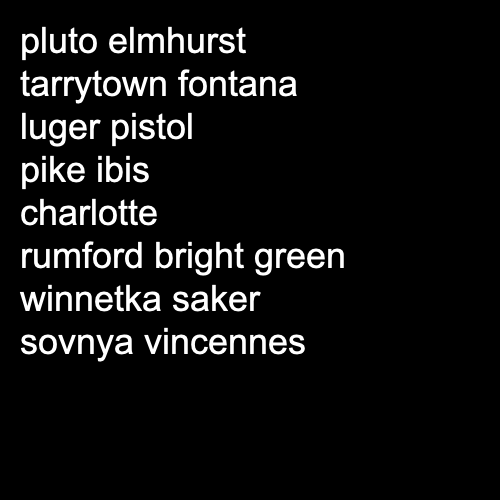 pluto elmhurst
tarrytown fontana
luger pistol
pike ibis
charlotte
rumford bright green
winnetka saker
sovnya vincennes